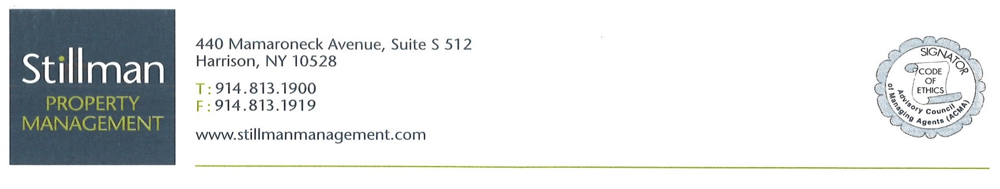 Stillman
PROPERTY
MANAGEMENT
440 Mamaroneck Avenue, Suite S 512
Harrison, NY 10528
T: 914.813.1900
F: 914.813.1919
www.stillmanmanagement.com
SIGNATOR
CODE
OF
ETHICS
Advisory Council
of Managing Agents (ACMA)